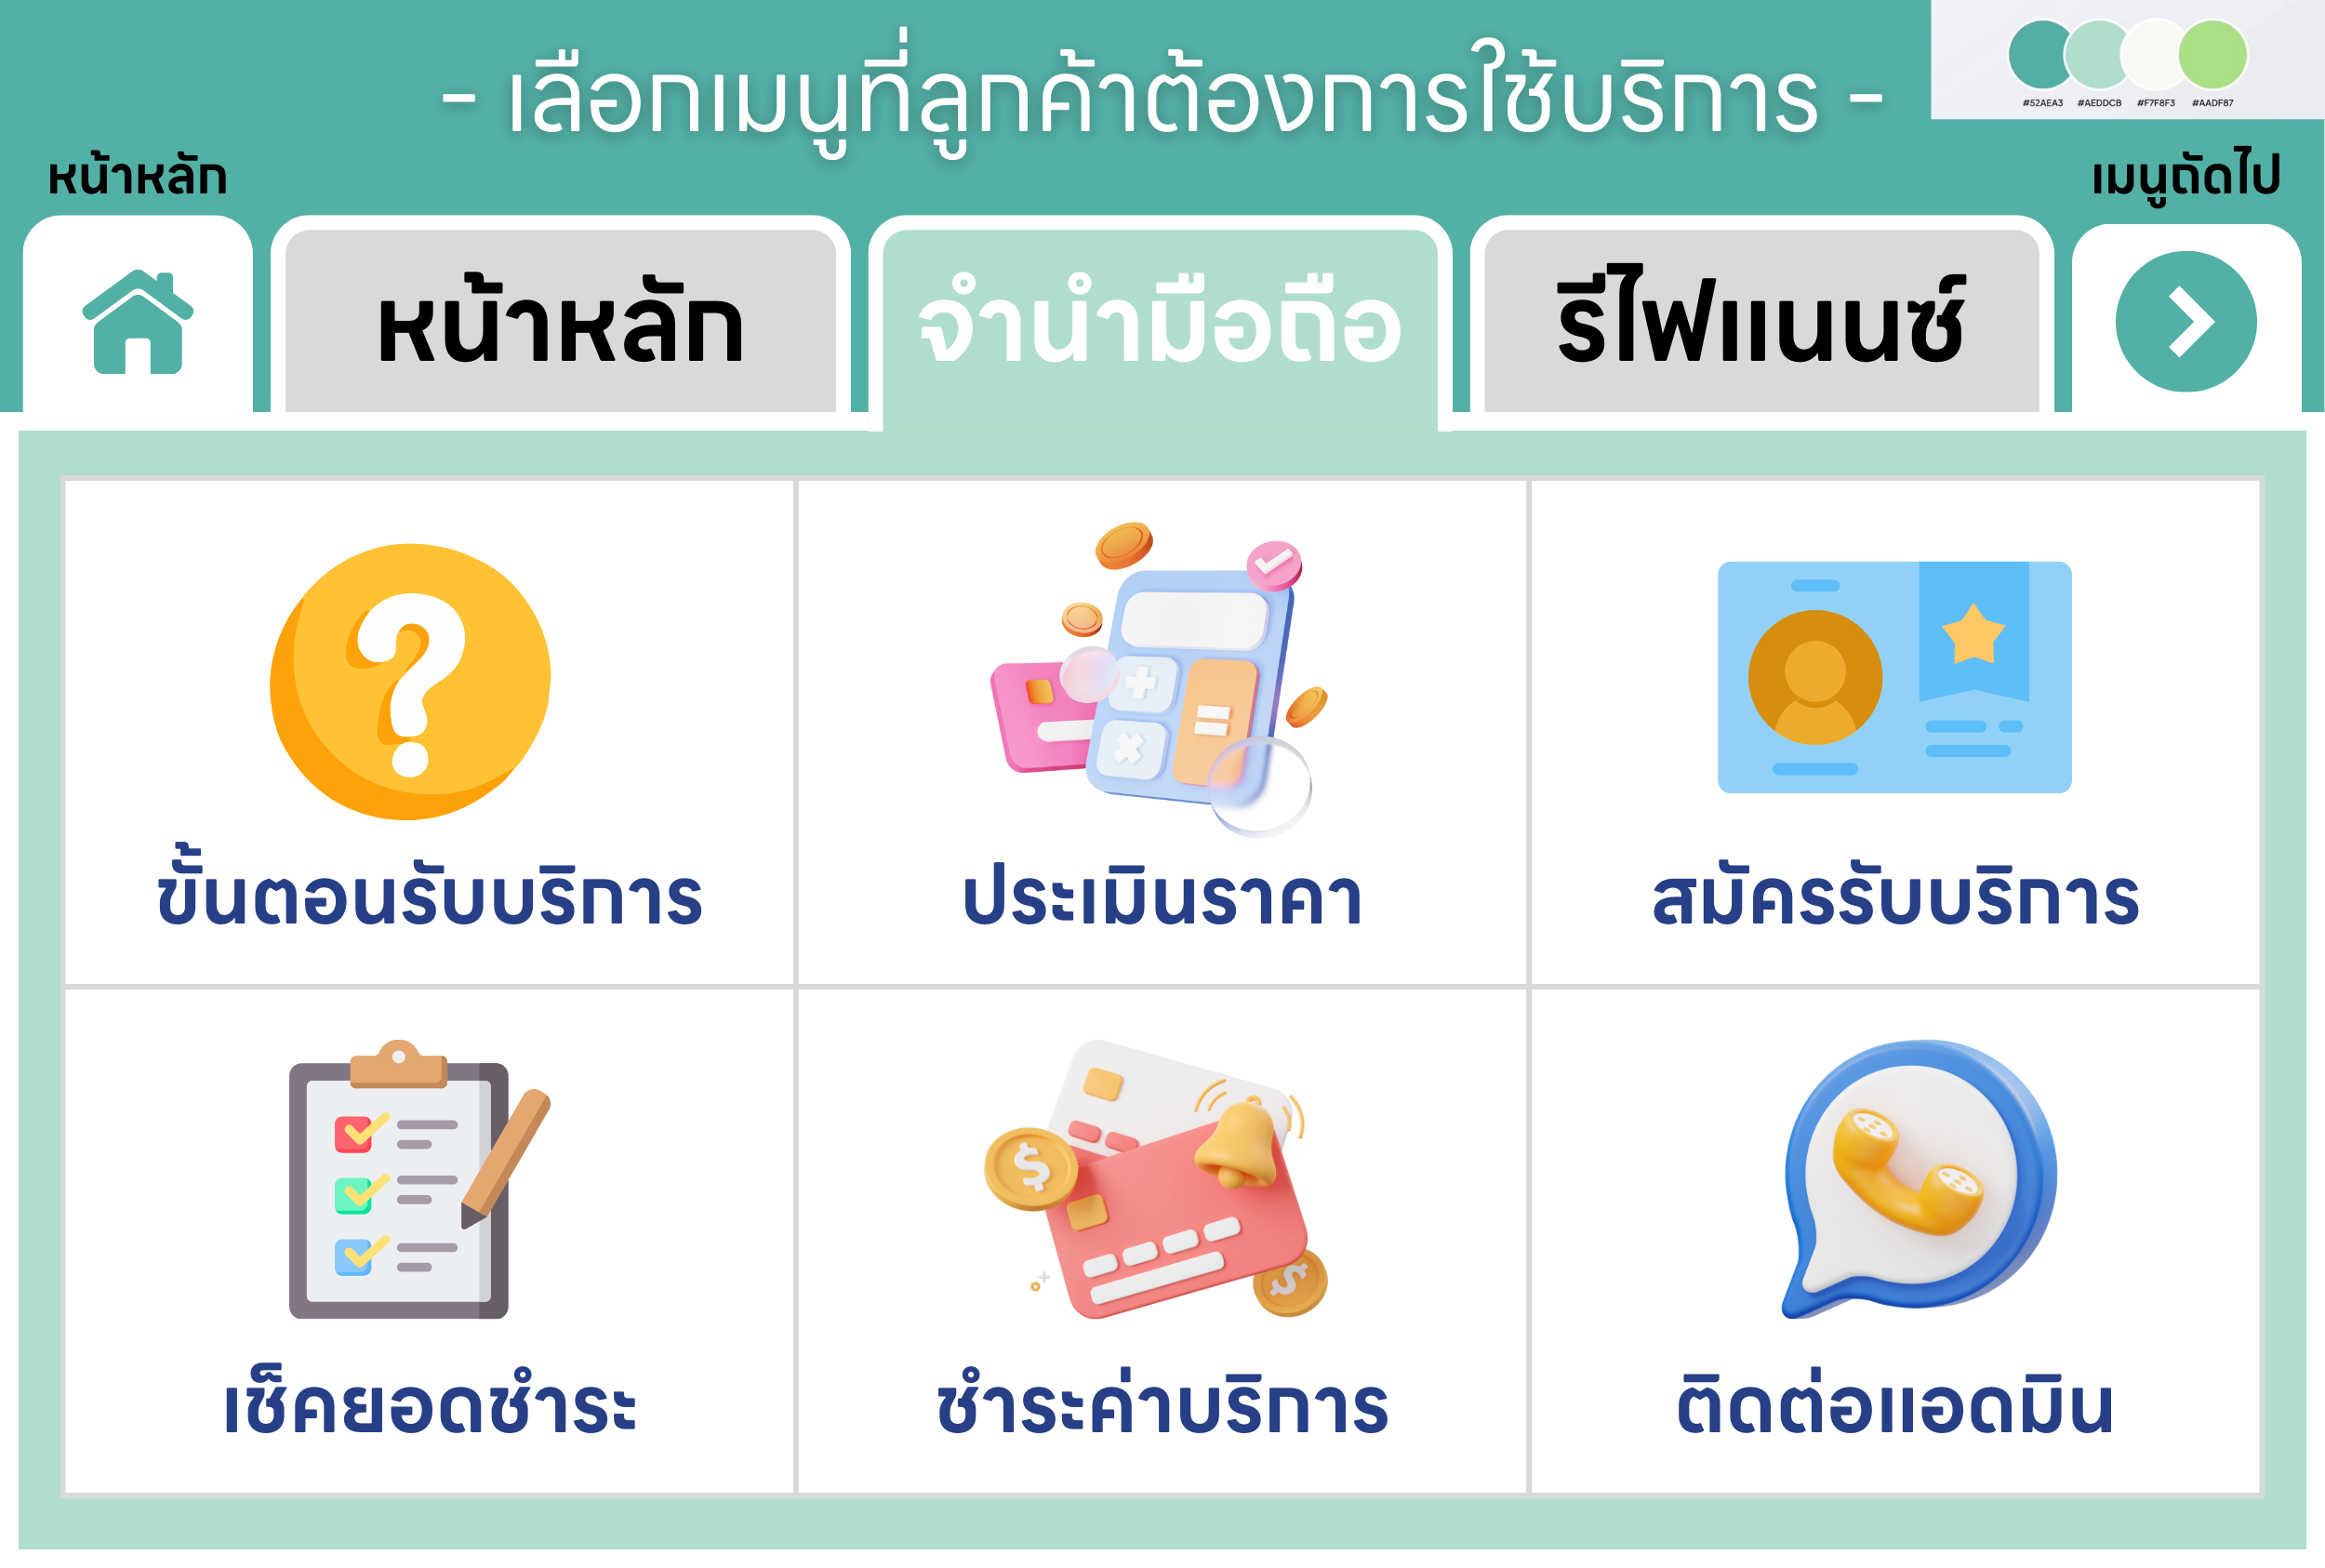 - เลือกเมนูที่ลูกค้าต้องการใช้บริการ -
#52AEA3 #AEDDCB #F7F8F3 #AADF87
หน้าหลัก
เมนูถัดไป
หน้าหลัก
จำนำมือถือ
รีไฟแนนซ์
ขั้นตอนรับบริการ
ประเมินราคา
สมัครรับบริการ
เช็คยอดชำระ
ชำระค่าบริการ
ติดต่อแอดมิน